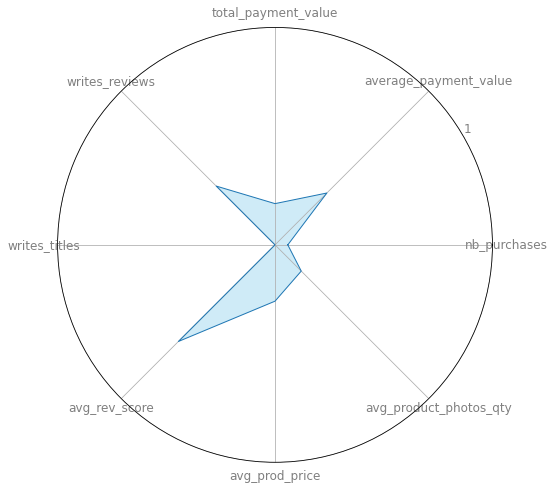 total_payment_value
writes_reviews
average_payment_value
1
writes_titles
nb_purchases
avg_rev_score
avg_product_photos_qty
avg_prod_price